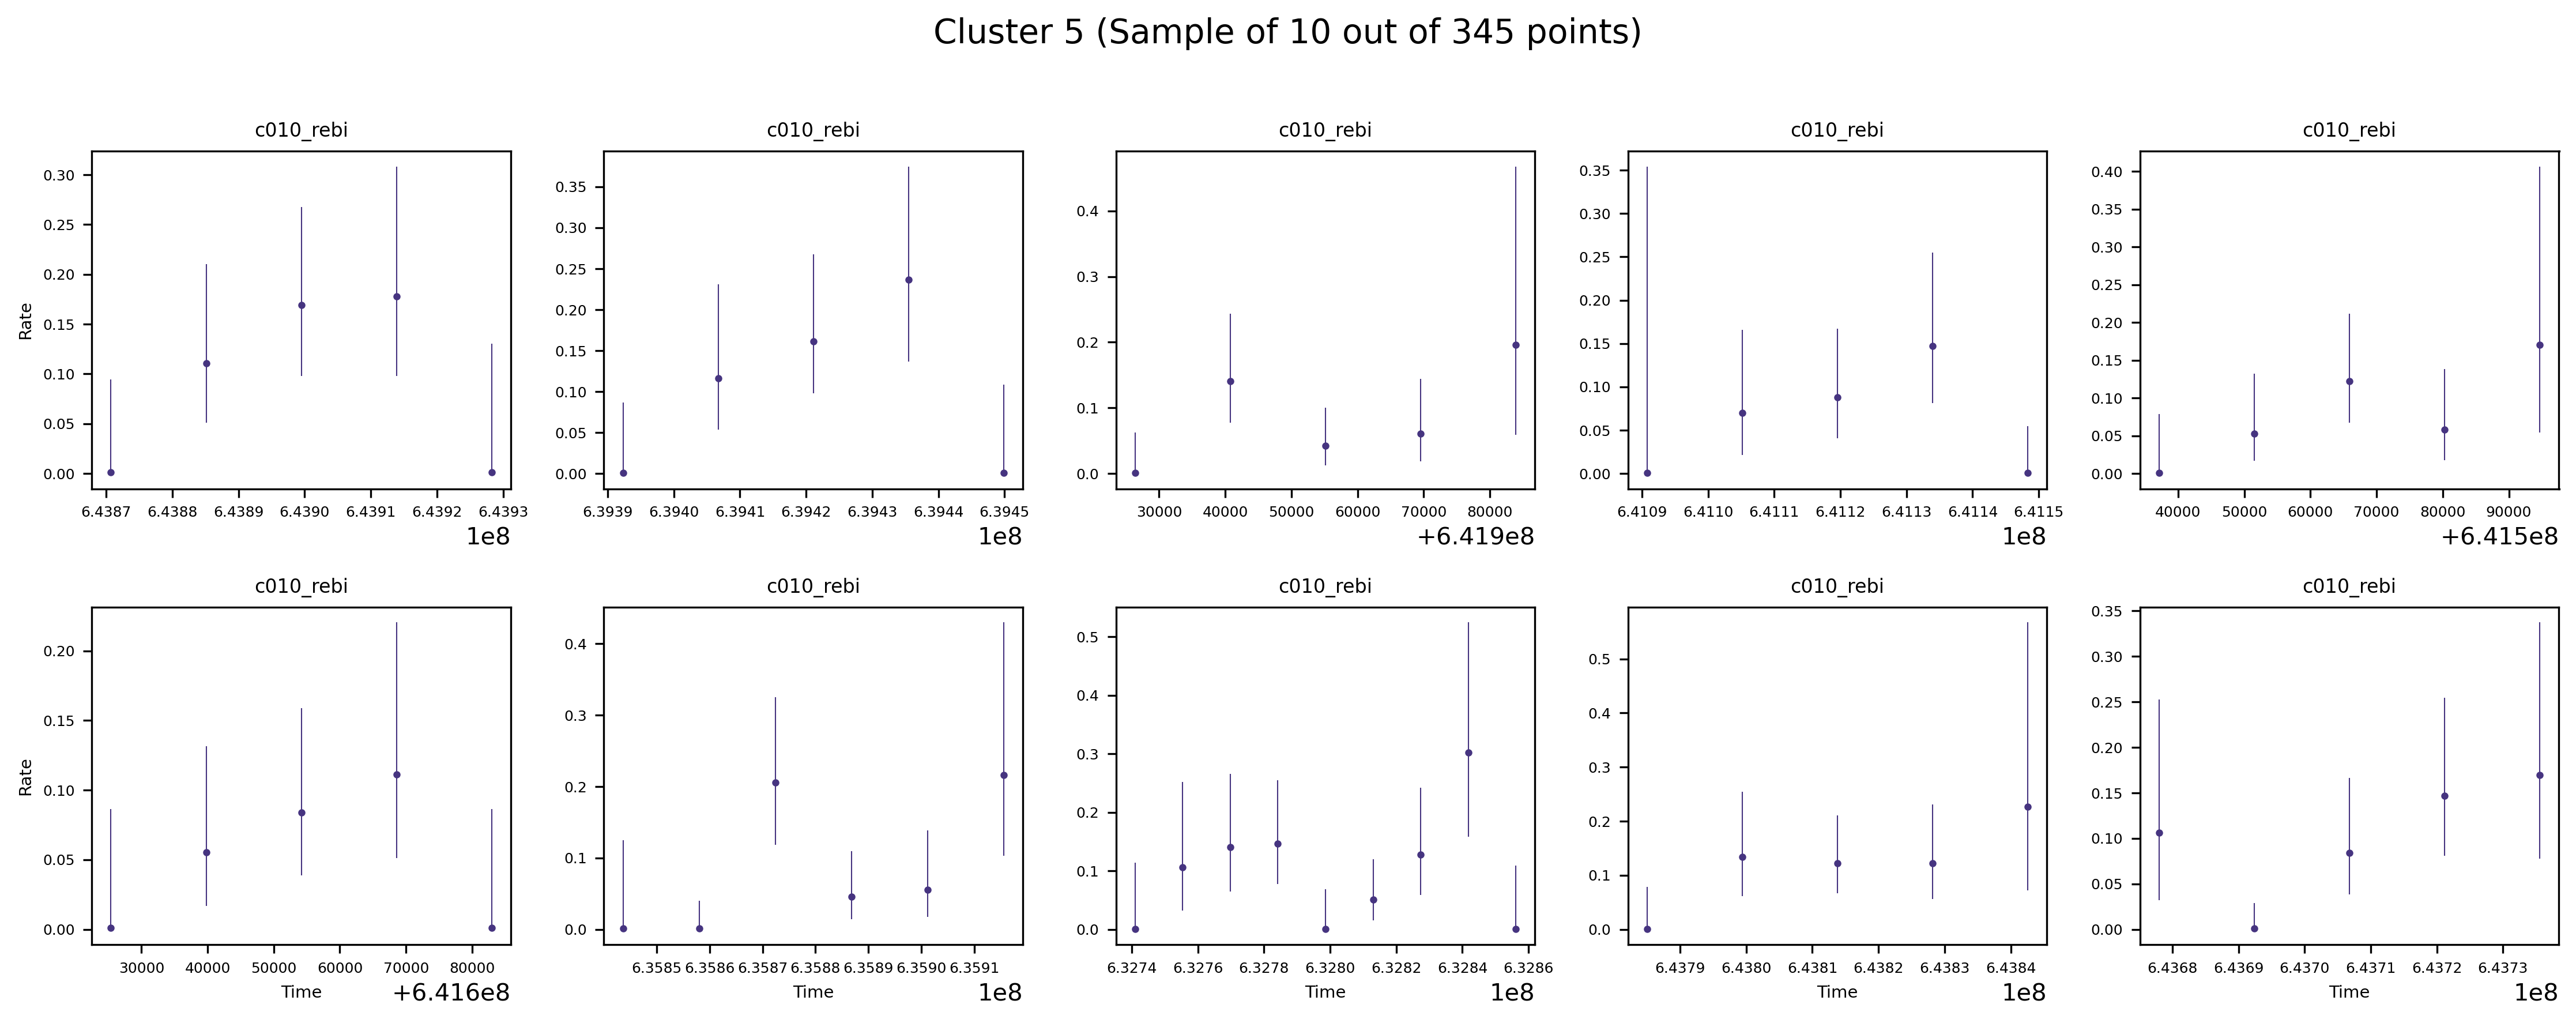 Cluster 5 (Sample of 10 out of 345 points)
c010_rebi c010_rebi c010_rebi c010_rebi c010_rebi
Rate
0.30
0.25
0.20
0.15
0.10
0.05
0.00
6.4387 6.4388 6.4389 6.4390 6.4391 6.4392 6.4393
1e8
0.35
0.30
0.25
0.20
0.15
0.10
0.05
0.00
6.3939 6.3940 6.3941 6.3942 6.3943 6.3944 6.3945
1e8
0.4
0.3
0.2
0.1
0.0
30000 40000 50000 60000 70000 80000
+6.419e8
0.35
0.30
0.25
0.20
0.15
0.10
0.05
0.00
6.4109 6.4110 6.4111 6.4112 6.4113 6.4114 6.4115
1e8
0.40
0.35
0.30
0.25
0.20
0.15
0.10
0.05
0.00
40000 50000 60000 70000 80000 90000
+6.415e8
c010_rebi c010_rebi c010_rebi c010_rebi c010_rebi
Rate
0.20
0.15
0.10
0.05
0.00
30000 40000 50000 60000 70000 80000
Time +6.416e8
0.4
0.3
0.2
0.1
0.0
6.3585 6.3586 6.3587 6.3588 6.3589 6.3590 6.3591
Time 1e8
0.5
0.4
0.3
0.2
0.1
0.0
6.3274 6.3276 6.3278 6.3280 6.3282 6.3284 6.3286
Time 1e8
0.5
0.4
0.3
0.2
0.1
0.0
6.4379 6.4380 6.4381 6.4382 6.4383 6.4384
Time 1e8
0.35
0.30
0.25
0.20
0.15
0.10
0.05
0.00
6.4368 6.4369 6.4370 6.4371 6.4372 6.4373
Time 1e8